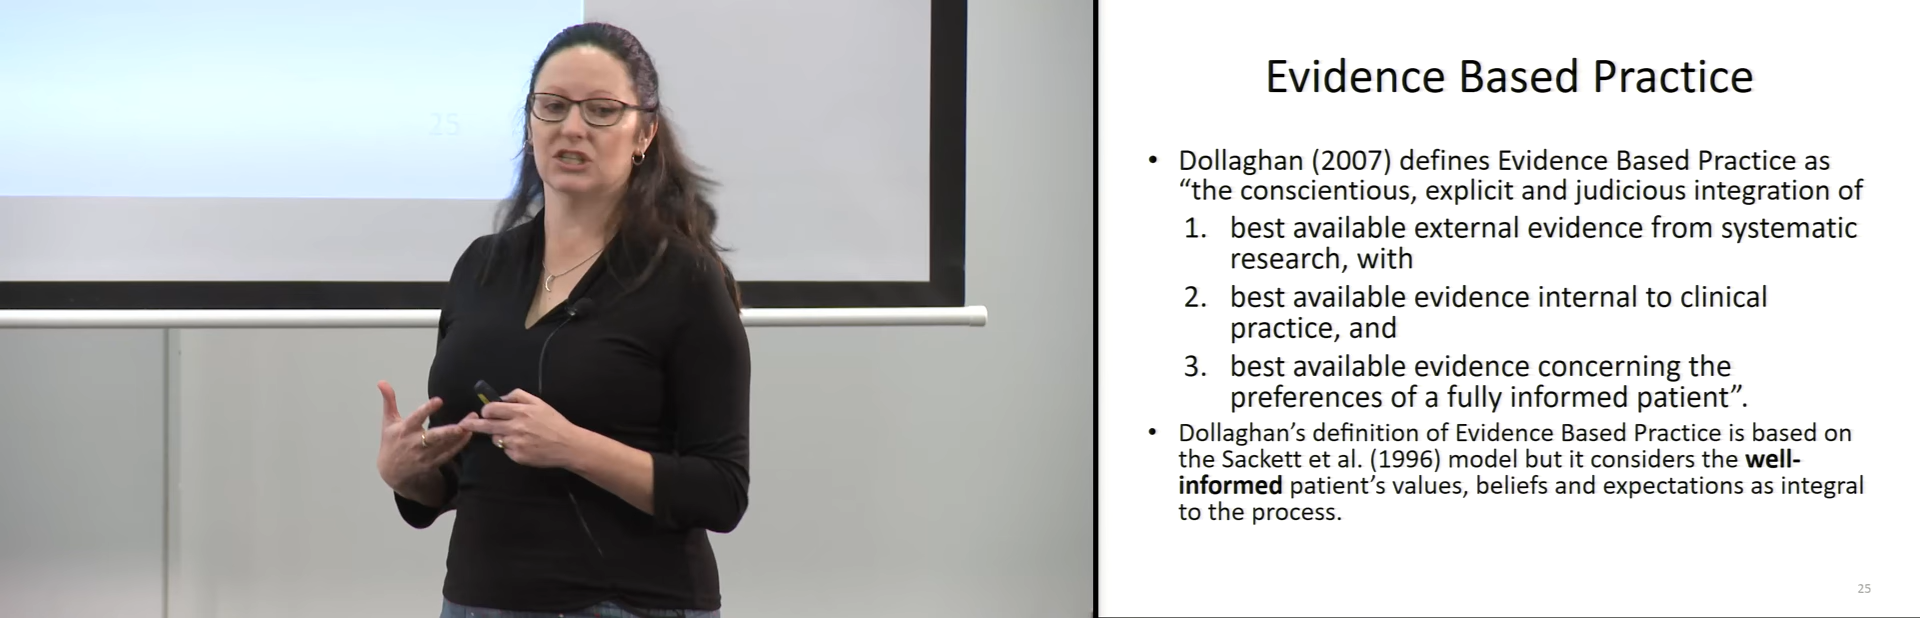 25
Evidence Based Practice
• Dollaghan (2007) defines Evidence Based Practice as
“the conscientious, explicit and judicious integration of
1. best available external evidence from systematic
research, with
2. best available evidence internal to clinical
practice, and
3. best available evidence concerning the
preferences of a fully informed patient”.
• Dollaghan’s definition of Evidence Based Practice is based on
the Sackett et al. (1996) model but it considers the well-
informed patient’s values, beliefs and expectations as integral
to the process.
25